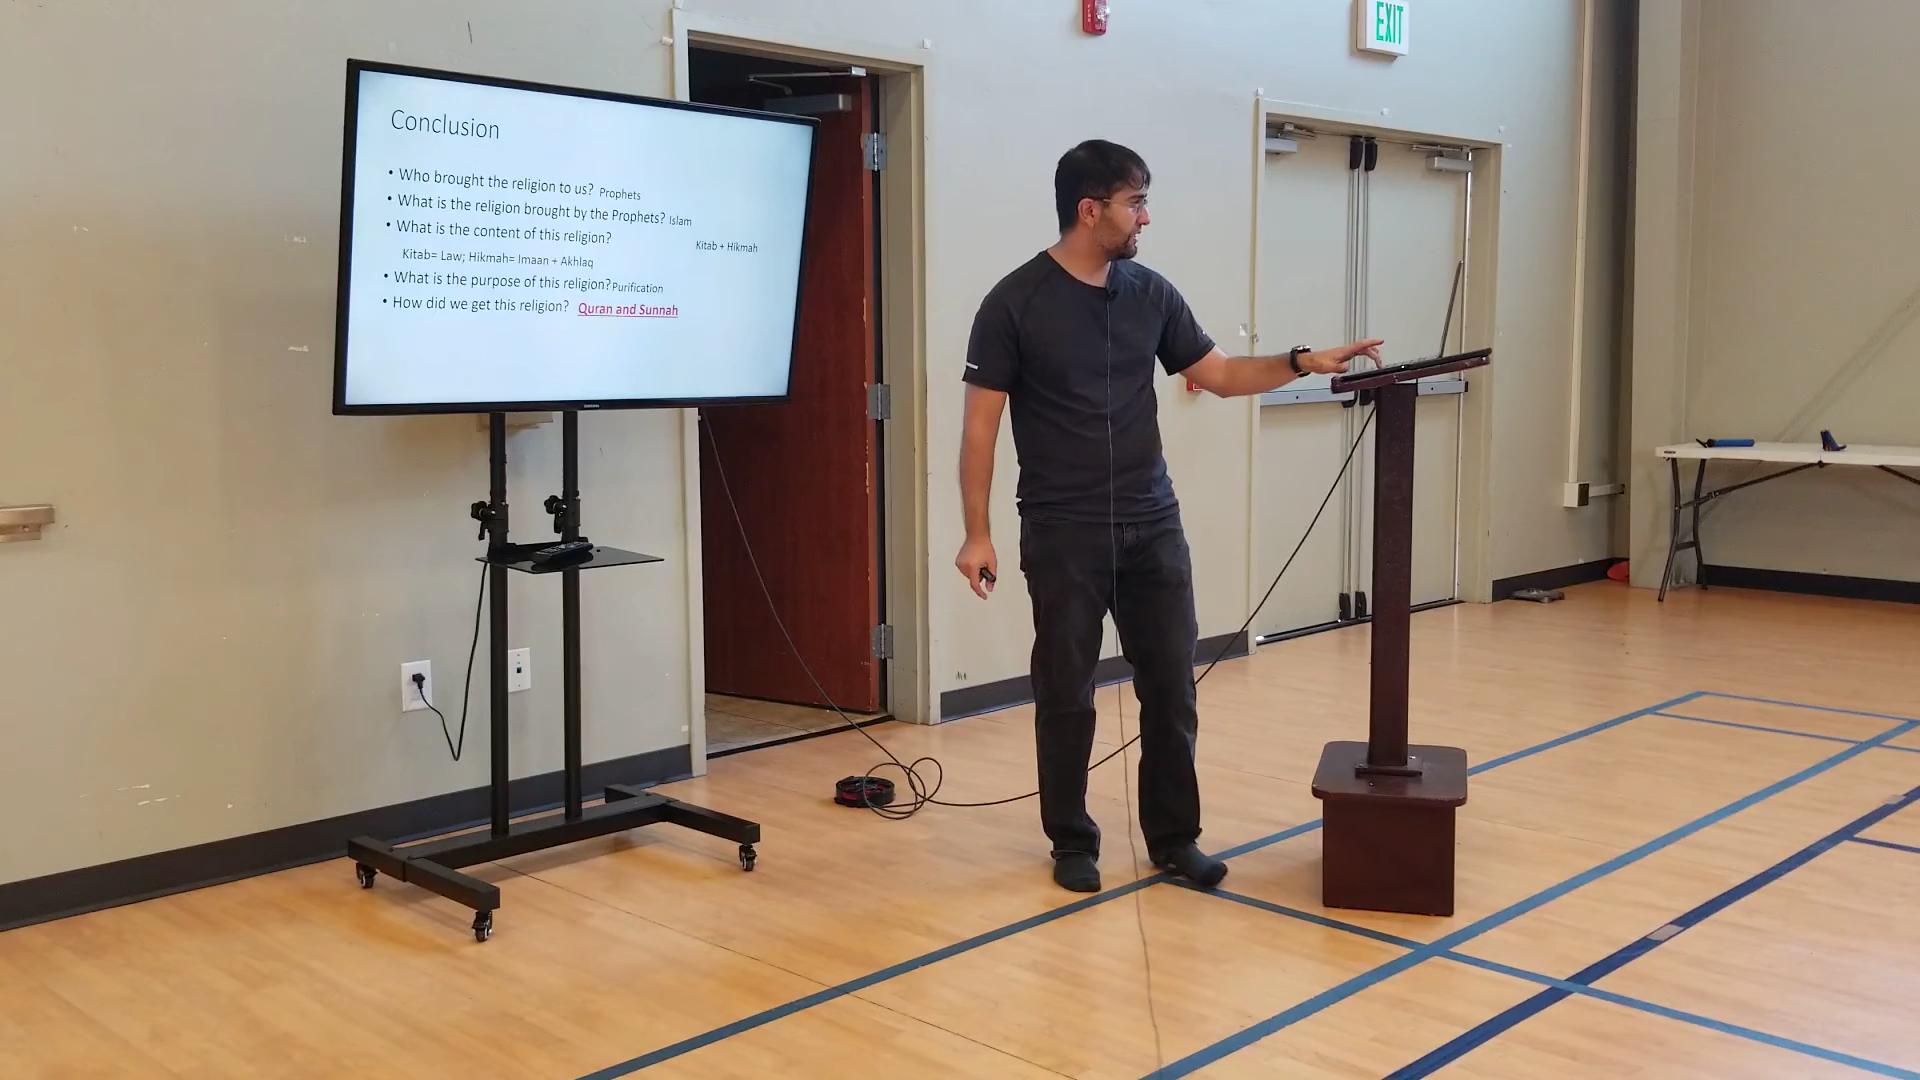 Conclusion
• Who brought the religion to us? Prophets
• What is the religion brought by the Prophets? Islam
• What is the content of this religion? Kitab + Hikmah
Kitab= Law; Hikmah= Imaan + Akhlaq
• What is the purpose of this religion? Purification
• How did we get this religion? Quran and Sunnah
SAMSUNG
EXIT